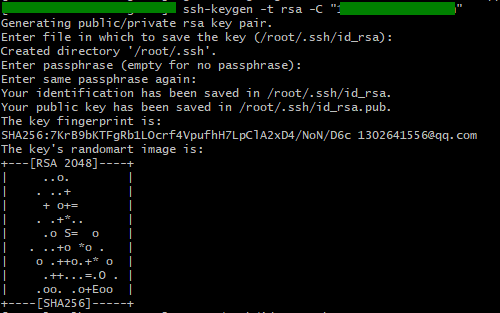 ssh-keygen -t rsa -C "
Generating public/private rsa key pair.
Enter file in which to save the key (/root/.ssh/id_rsa):
Created directory '/root/.ssh'.
Enter passphrase (empty for no passphrase):
Enter same passphrase again:
Your identification has been saved in /root/.ssh/id_rsa.
Your public key has been saved in /root/.ssh/id_rsa.pub.
The key fingerprint is:
SHA256:7KrB9bKTFgRb1LOcrf4VpufhH7LpClA2xD4/NoN/D6c 1302641556@qq.com
The key's randomart image is:
+---[RSA 2048]----+
|     ..o.        |
|    . ..+        |
|     + o+=       |
|    . .+*..      |
|     .o S=  o    |
|   . ..+o *o .   |
|    o .++o.+* o  |
|     .++...=.O . |
|    .oo. .o+Eoo  |
+----[SHA256]-----+